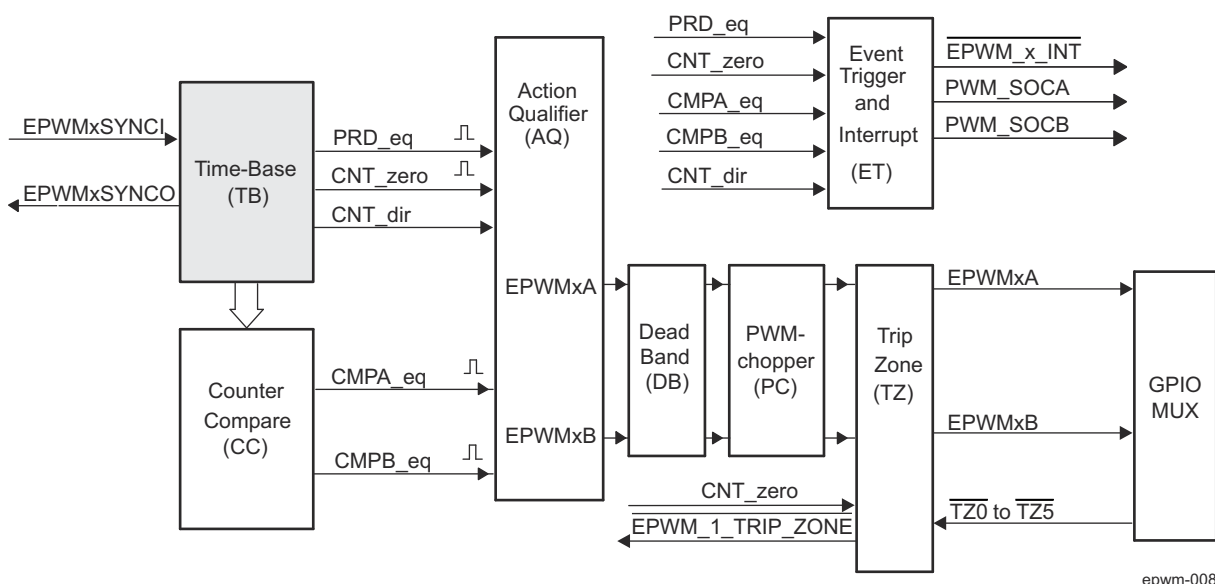 EPWMxSYNCI
EPWMxSYNCO
Time-Base
(TB)
PRD_eq
CNT_zero
CNT_dir
Counter
Compare
(CC)
CMPA_eq
CMPB_eq
Action
Qualifier
(AQ)
EPWMxA
EPWMxB
PRD_eq
CNT_zero
CMPA_eq
CMPB_eq
CNT_dir
Event
Trigger
and
Interrupt
(ET)
EPWM_x_INT
PWM_SOCA
PWM_SOCB
Dead
Band
(DB)
PWM-
chopper
(PC)
Trip
Zone
(TZ)
CNT_zero
EPWM_1_TRIP_ZONE
EPWMxA
EPWMxB
TZ0 to TZ5
GPIO
MUX
epwm-008